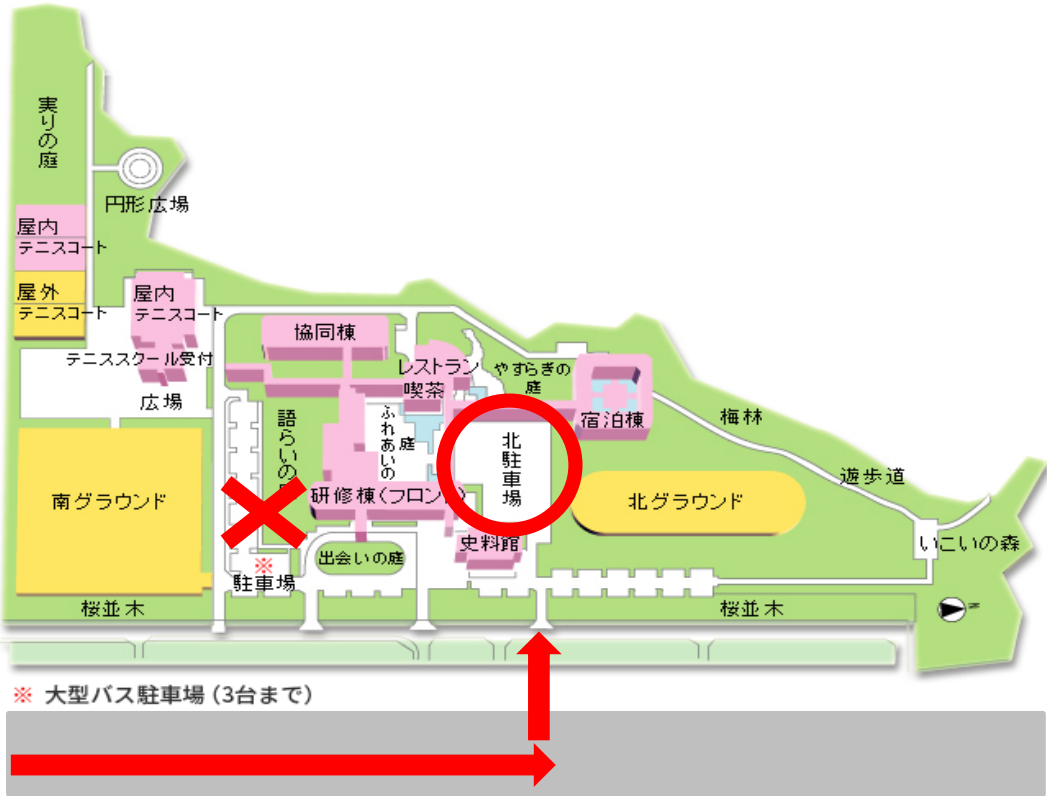 実りの庭
円形広場
屋内
テニスコート
屋外
テニスコート
屋内
テニスコート
テニススクール受付
広場
協同棟
レストラン
喫茶
やすらぎの
庭
宿泊棟
梅林
語らいの
ふれあいの
庭
北駐車場
遊歩道
南グラウンド
研修棟(フロント)
北グラウンド
史料館
いこいの森
出会いの庭
※
駐車場
桜並木
桜並木
N
※ 大型バス駐車場(3台まで)